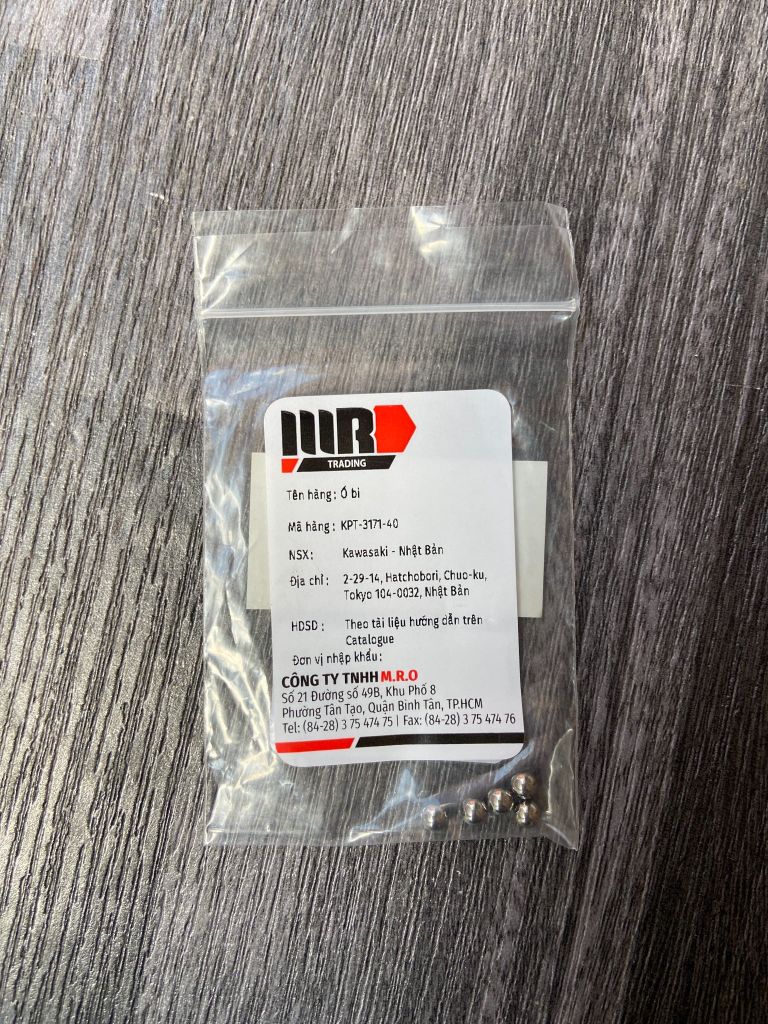 MRO
TRADING
Tên hàng: Ổ bi
Mã hàng: KPT-3171-40
NSX: Kawasaki - Nhật Bản
Địa chỉ: 2-29-14, Hatchobori, Chuo-ku,
Tokyo 104-0032, Nhật Bản
HDSD: Theo tài liệu hướng dẫn trên
Catalogue
Đơn vị nhập khẩu:
CÔNG TY TNHH M.R.O
Số 21 Đường số 49B, Khu Phố 8
Phường Tân Tạo, Quận Bình Tân, TP.HCM
Tel: (84-28) 3 75 474 75 | Fax: (84-28) 3 75 474 76